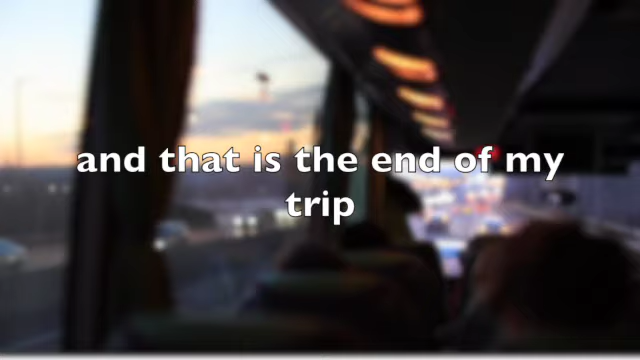 and that is the end of my
trip